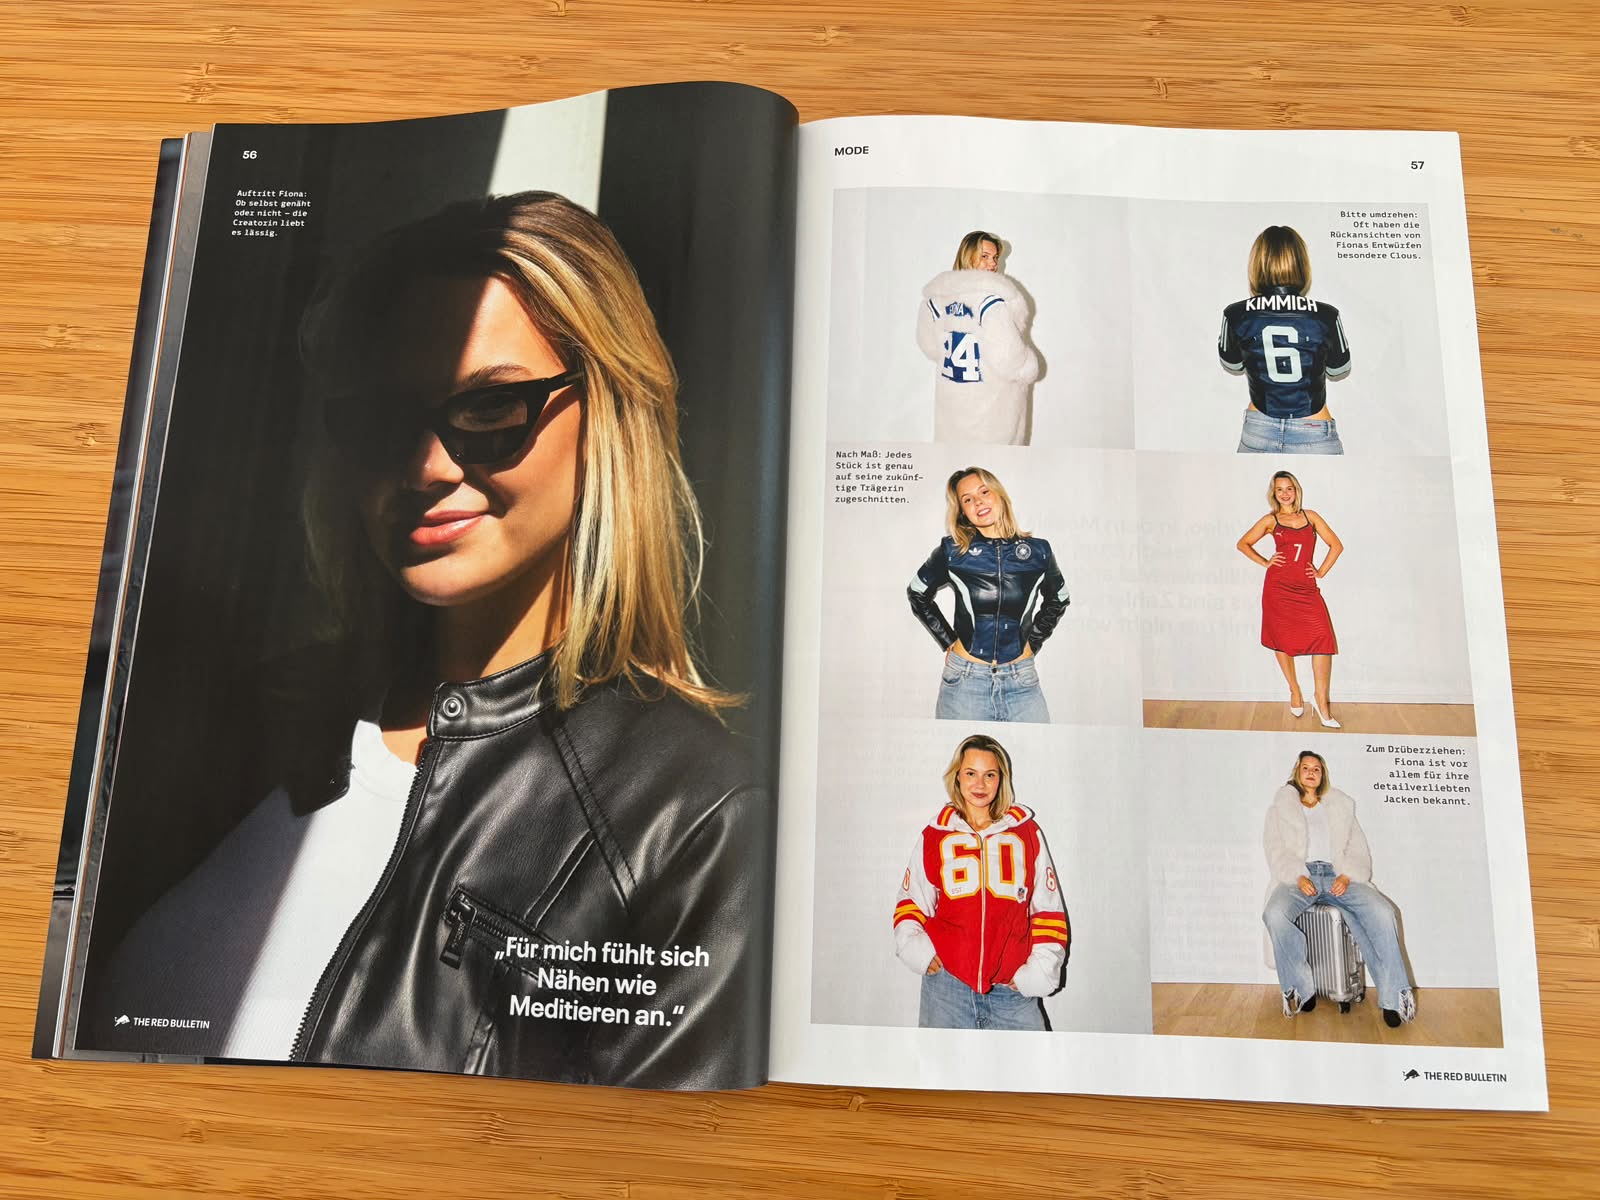 56
Auftritt Fiona:
Ob selbst genäht
oder nicht – die
Creatorin liebt
es lässig.
„Für mich fühlt sich
Nähen wie
Meditieren an.“
THE RED BULLETIN
MODE
57
24
Bitte umdrehen:
Oft haben die
Rückansichten von
Fionas Entwürfen
besondere Clous.
KIMMICH
6
Nach Maß: Jedes
Stück ist genau
auf seine zukünf-
tige Trägerin
zugeschnitten.
7
60
EST
Zum Drüberziehen:
Fiona ist vor
allem für ihre
detailverliebten
Jacken bekannt.
THE RED BULLETIN